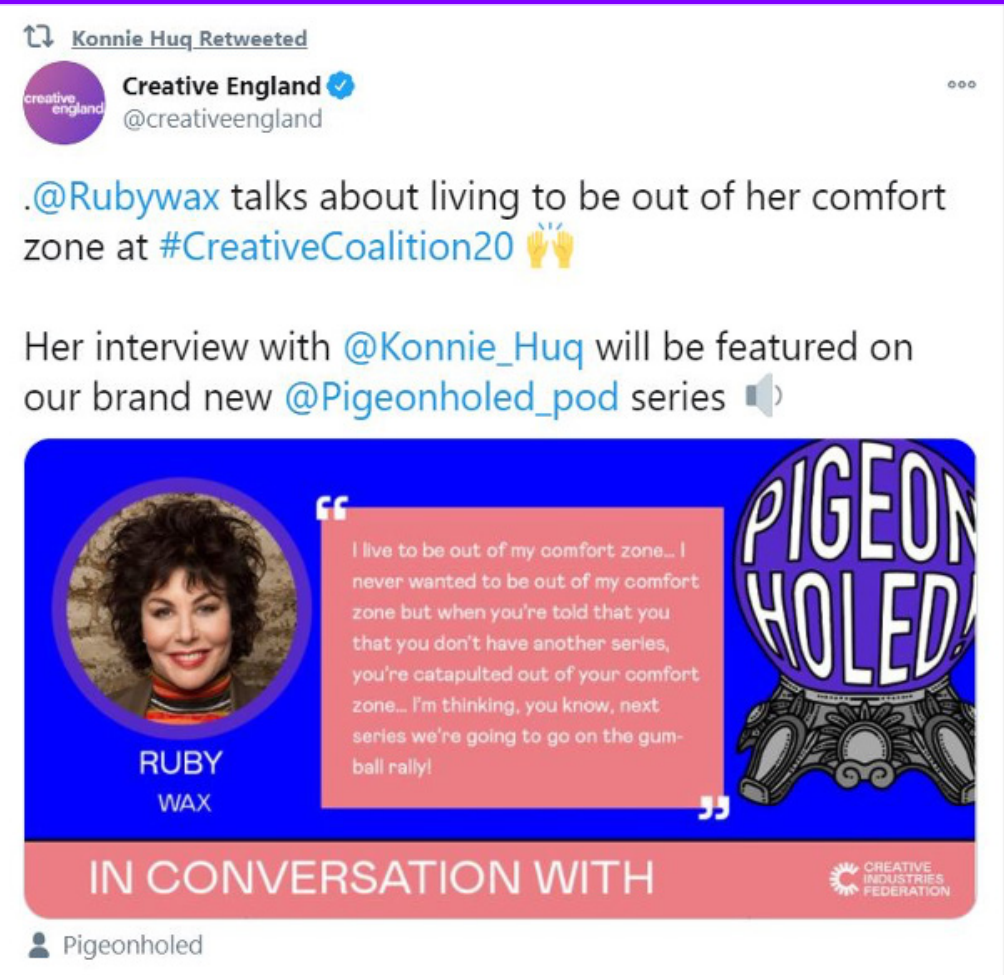 Konnie Huq Retweeted
creative
england
Creative England
@creativeengland
.@Rubywax talks about living to be out of her comfort
zone at #CreativeCoalition20 🙌
Her interview with @Konnie_Huq will be featured on
our brand new @Pigeonholed_pod series 🔈
“
I live to be out of my comfort zone... I
never wanted to be out of my comfort
zone but when you're told that you
that you don't have another series,
you're catapulted out of your comfort
zone... I'm thinking, you know, next
series we're going to go on the gum-
ball rally!
”
RUBY
WAX
PIGEON
HOLED!
IN CONVERSATION WITH
CREATIVE
INDUSTRIES
FEDERATION
Pigeonholed